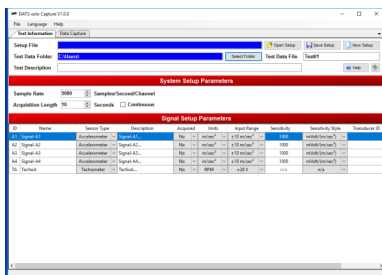 DATS-solo Capture V1.0.8
File Language Help
Test Information Data Capture
Setup File Open Setup Save Setup New Setup
Test Data Folder C:\Users\ Select Folder Test Data File Test01
Test Description Help
System Setup Parameters
Sample Rate 5000 Samples/Second/Channel
Acquisition Length 10 Seconds Continuous
Signal Setup Parameters
ID Name Sensor Type Description Acquired Units Input Range Sensitivity Sensitivity Style Transducer ID
A1 Signal-A1 Accelerometer Signal-A1... No m/sec² ±10 m/sec² 1000 mVolt/(m/sec²)
A2 Signal-A2 Accelerometer Signal-A2... No m/sec² ±10 m/sec² 1000 mVolt/(m/sec²)
A3 Signal-A3 Accelerometer Signal-A3... No m/sec² ±10 m/sec² 1000 mVolt/(m/sec²)
A4 Signal-A4 Accelerometer Signal-A4... No m/sec² ±10 m/sec² 1000 mVolt/(m/sec²)
TA TachoA Tachometer TachoA... No RPM ±28 V n/a n/a